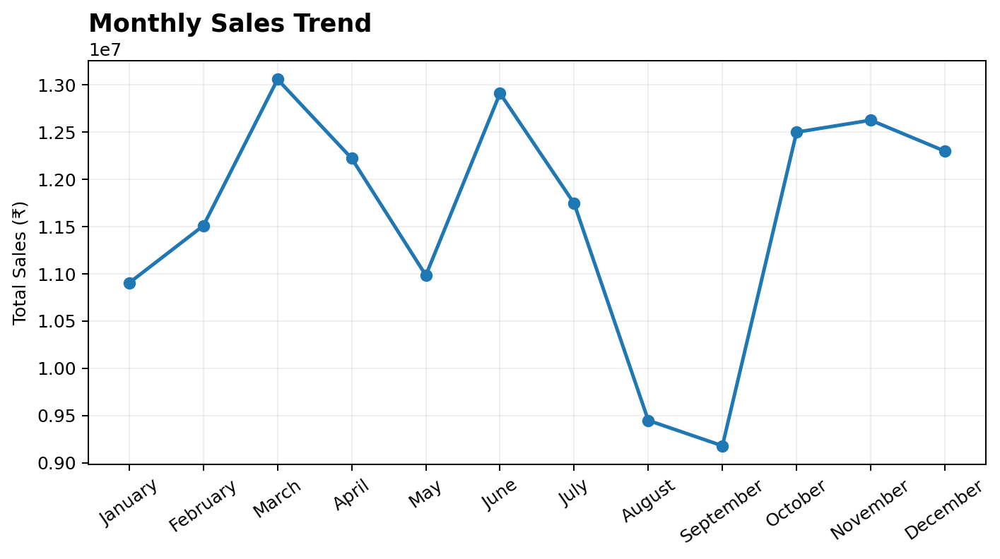 Monthly Sales Trend
1e7
1.30
1.25
1.20
1.15
1.10
1.05
1.00
0.95
0.90
Total Sales (₹)
January
February
March
April
May
June
July
August
September
October
November
December